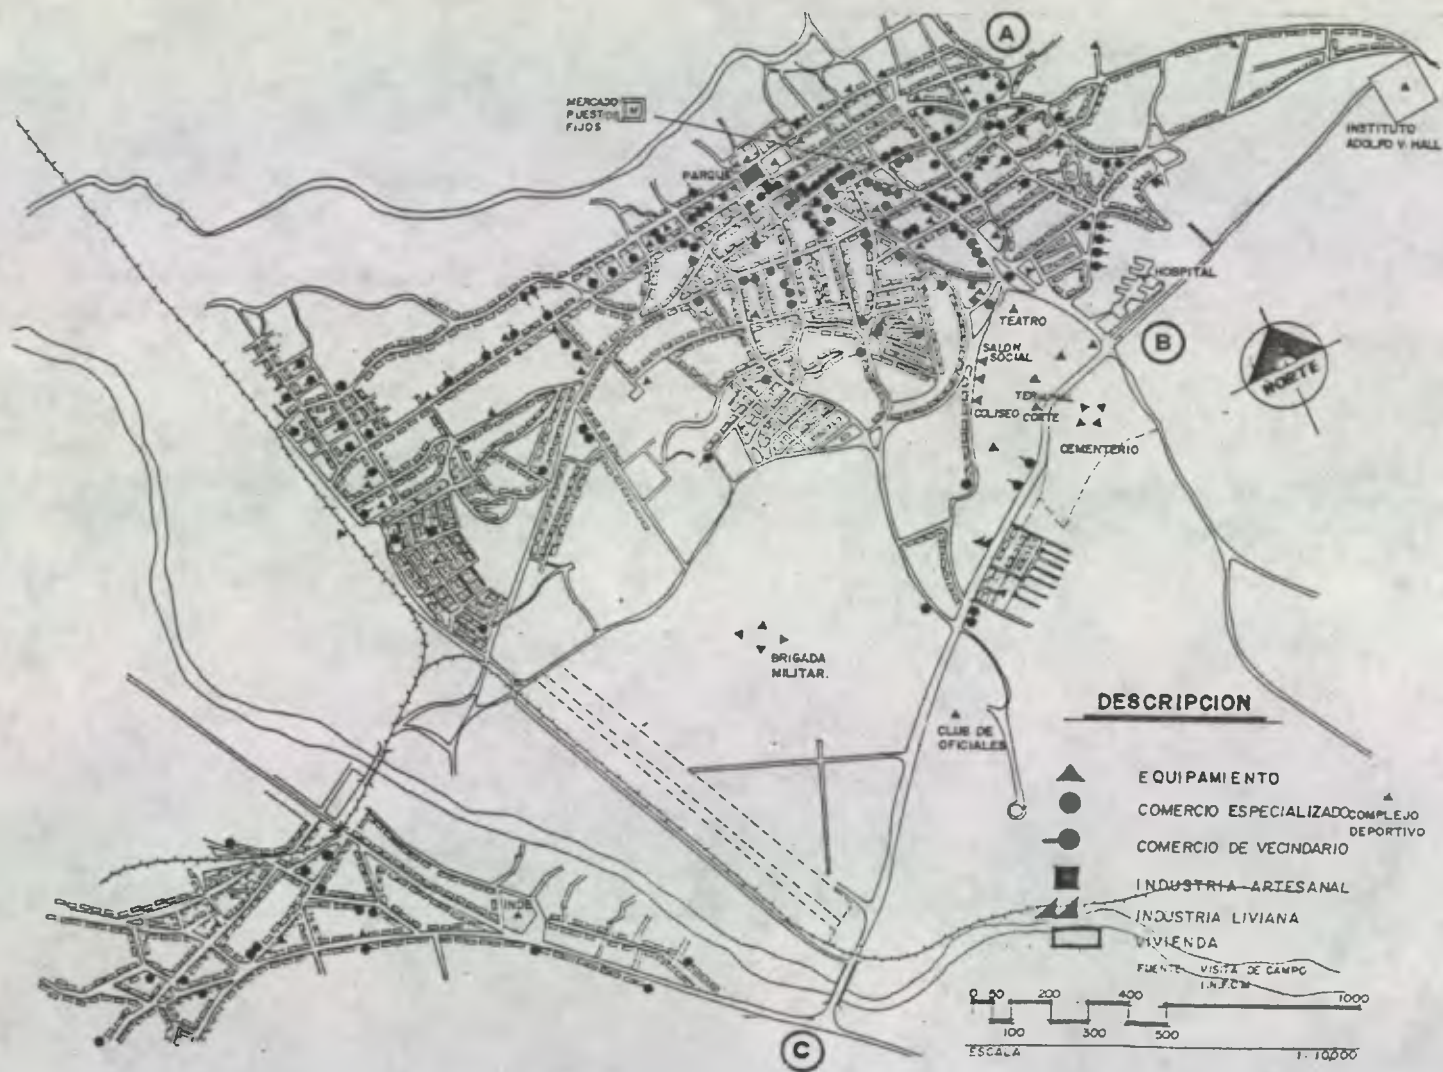 A
MERCADO
PUESTOS
FIJOS
M
INSTITUTO
ADOLFO V. HALL
PARQUE
HOSPITAL
B
NORTE
TEATRO
SALON
SOCIAL
COLISEO
CORTE
CEMENTERIO
BRIGADA
MILITAR.
CLUB DE
OFICIALES
INDE
C
DESCRIPCION
EQUIPAMIENTO
COMERCIO ESPECIALIZADO
COMPLEJO
DEPORTIVO
COMERCIO DE VECINDARIO
INDUSTRIA ARTESANAL
INDUSTRIA LIVIANA
VIVIENDA
FUENTE: VISITA DE CAMPO
0 50 200 400 1000
100 300 500
ESCALA 1:10,000